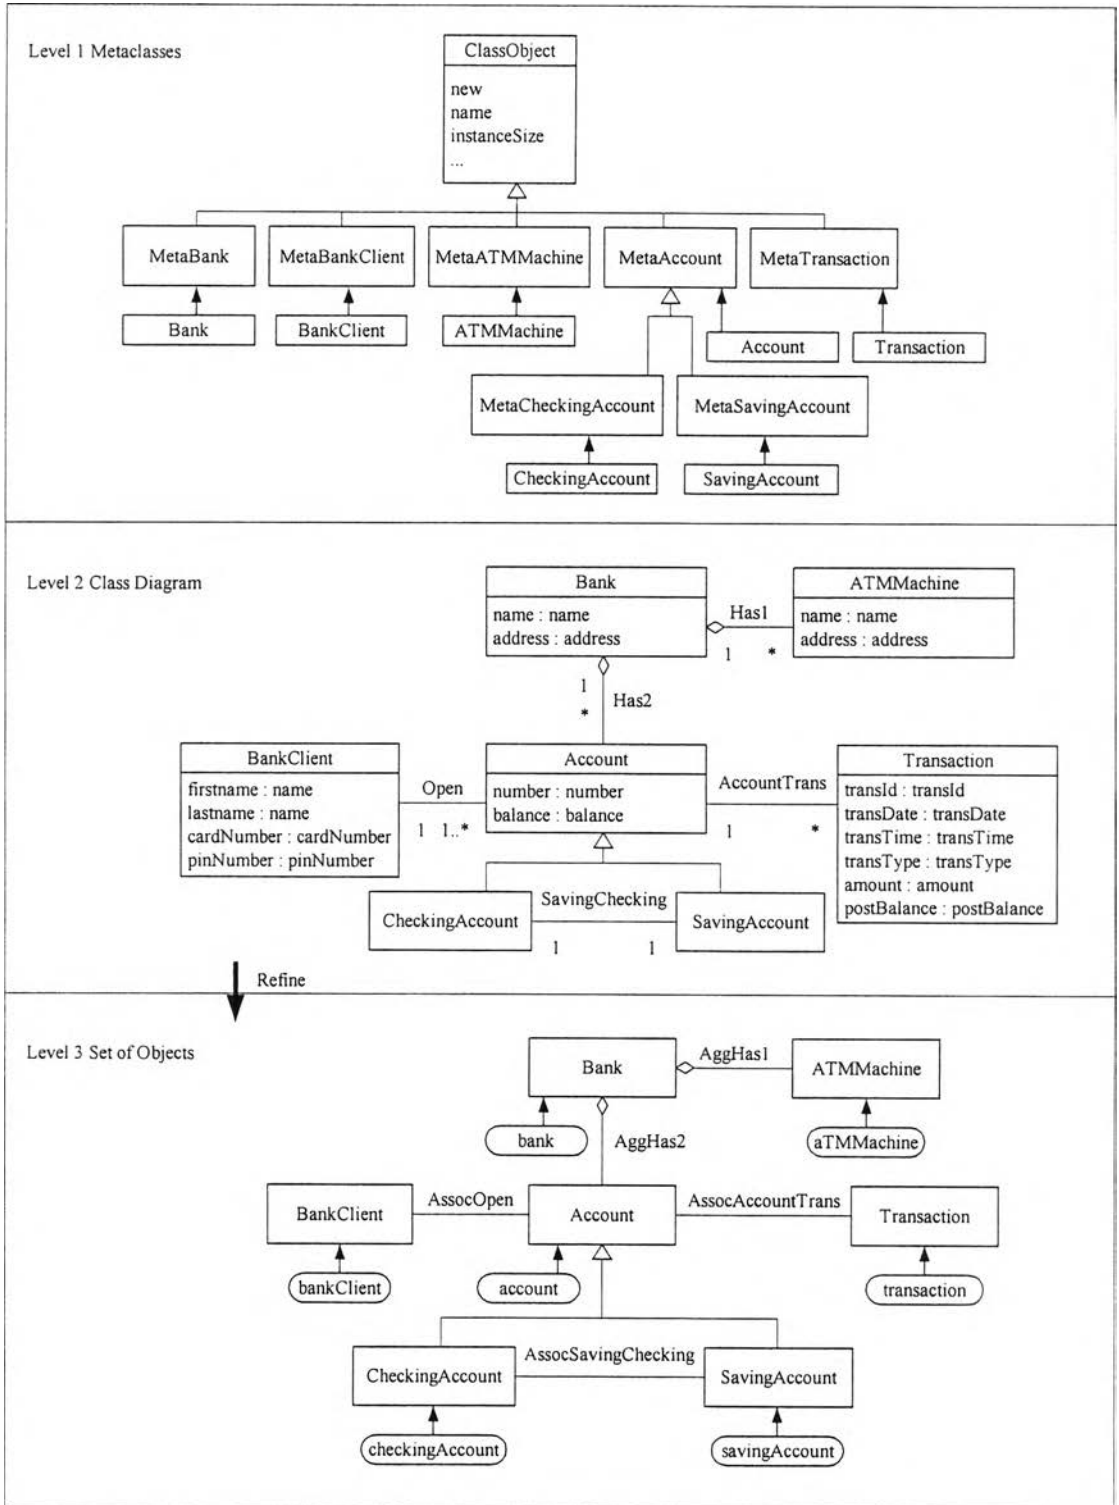 Level 1 Metaclasses
ClassObject
new
name
instanceSize
...
MetaBank
MetaBankClient
MetaATMMachine
MetaAccount
MetaTransaction
Bank
BankClient
ATMMachine
Account
Transaction
MetaCheckingAccount
MetaSavingAccount
CheckingAccount
SavingAccount
Level 2 Class Diagram
Bank
name : name
address : address
Has1
1 *
ATMMachine
name : name
address : address
1
*
Has2
BankClient
firstname : name
lastname : name
cardNumber : cardNumber
pinNumber : pinNumber
Open
1 1..*
Account
number : number
balance : balance
AccountTrans
1 *
Transaction
transId : transId
transDate : transDate
transTime : transTime
transType : transType
amount : amount
postBalance : postBalance
CheckingAccount
SavingChecking
1 1
SavingAccount
Refine
Level 3 Set of Objects
Bank
AggHas1
ATMMachine
bank
AggHas2
aTMMachine
BankClient
AssocOpen
Account
AssocAccountTrans
Transaction
bankClient
account
transaction
CheckingAccount
AssocSavingChecking
SavingAccount
checkingAccount
savingAccount